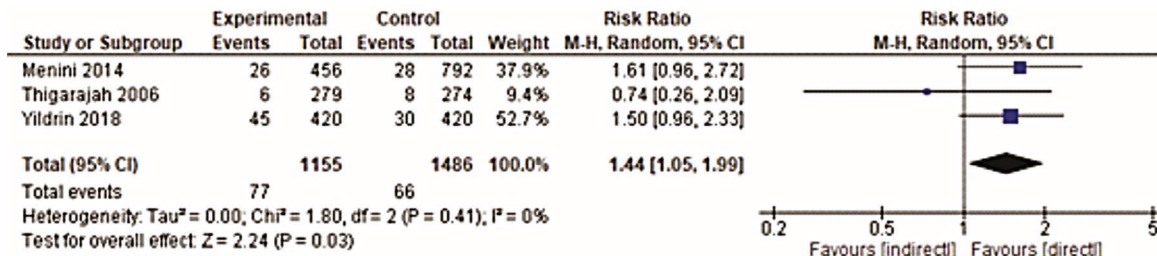 Experimental Control Risk Ratio Risk Ratio
Study or Subgroup Events Total Events Total Weight M-H, Random, 95% CI M-H, Random, 95% CI
Menini 2014 26 456 28 792 37.9% 1.61 [0.96, 2.72]
Thigarajah 2006 6 279 8 274 9.4% 0.74 [0.26, 2.09]
Yildrin 2018 45 420 30 420 52.7% 1.50 [0.96, 2.33]
Total (95% CI) 1155 1486 100.0% 1.44 [1.05, 1.99]
Total events 77 66
Heterogeneity: Tau² = 0.00; Chi² = 1.80, df = 2 (P = 0.41); I² = 0%
Test for overall effect: Z = 2.24 (P = 0.03)
0.2 0.5 1 2 5
Favours [indirect] Favours [direct]